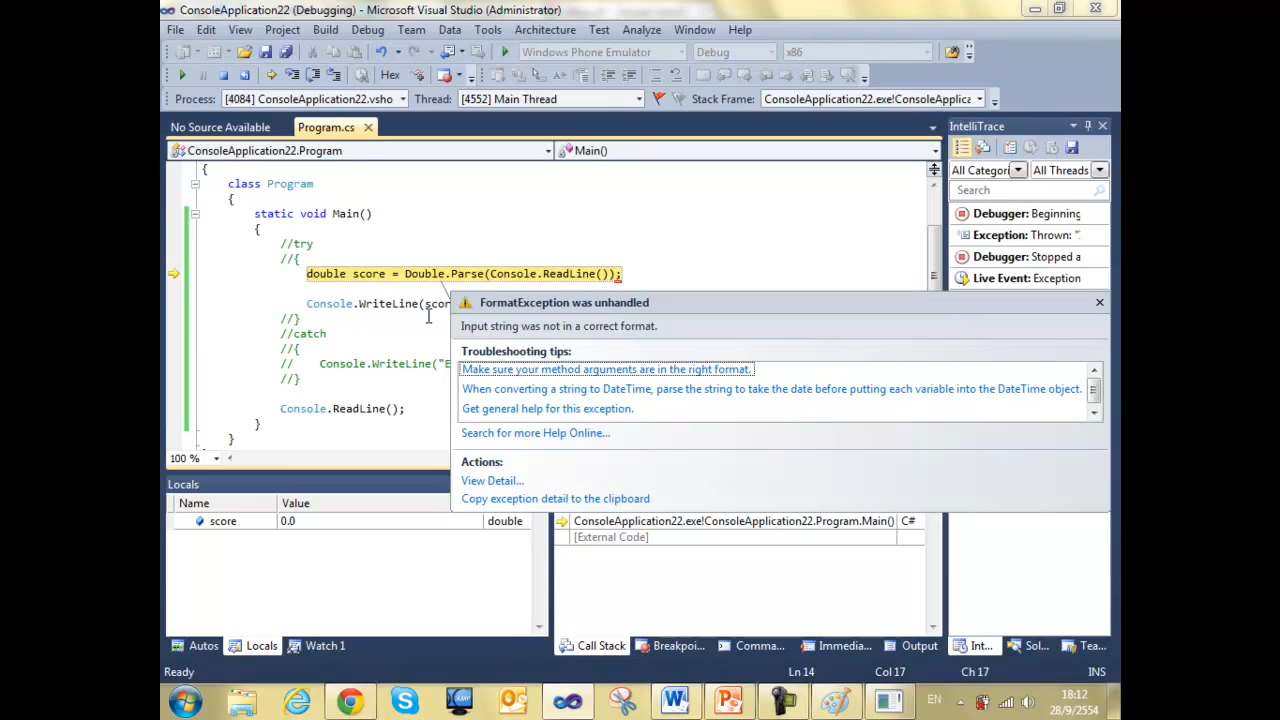 ConsoleApplication22 (Debugging) - Microsoft Visual Studio (Administrator)
File Edit View Project Build Debug Team Data Tools Architecture Test Analyze Window Help
Windows Phone Emulator Debug x86
Hex
Process: [4084] ConsoleApplication22.vsho Thread: [4552] Main Thread Stack Frame: ConsoleApplication22.exe!ConsoleApplica
No Source Available Program.cs
IntelliTrace
ConsoleApplication22.Program Main()
All Categori All Threads
Search
Debugger: Beginning
Exception: Thrown: "
Debugger: Stopped a
Live Event: Exception
{
class Program
{
static void Main()
{
//try
//{
double score = Double.Parse(Console.ReadLine());
Console.WriteLine(scor
//}
//catch
//{
// Console.WriteLine("E
//}
Console.ReadLine();
}
}
100 %
FormatException was unhandled
Input string was not in a correct format.
Troubleshooting tips:
Make sure your method arguments are in the right format.
When converting a string to DateTime, parse the string to take the date before putting each variable into the DateTime object.
Get general help for this exception.
Search for more Help Online...
Actions:
View Detail...
Copy exception detail to the clipboard
Locals
Name Value
score 0.0 double
ConsoleApplication22.exe!ConsoleApplication22.Program.Main() C#
[External Code]
Autos Locals Watch 1
Call Stack Breakpoi... Comma... Immedia... Output
Int... Sol... Tea...
Ready Ln 14 Col 17 Ch 17 INS
EN 18:12
28/9/2554